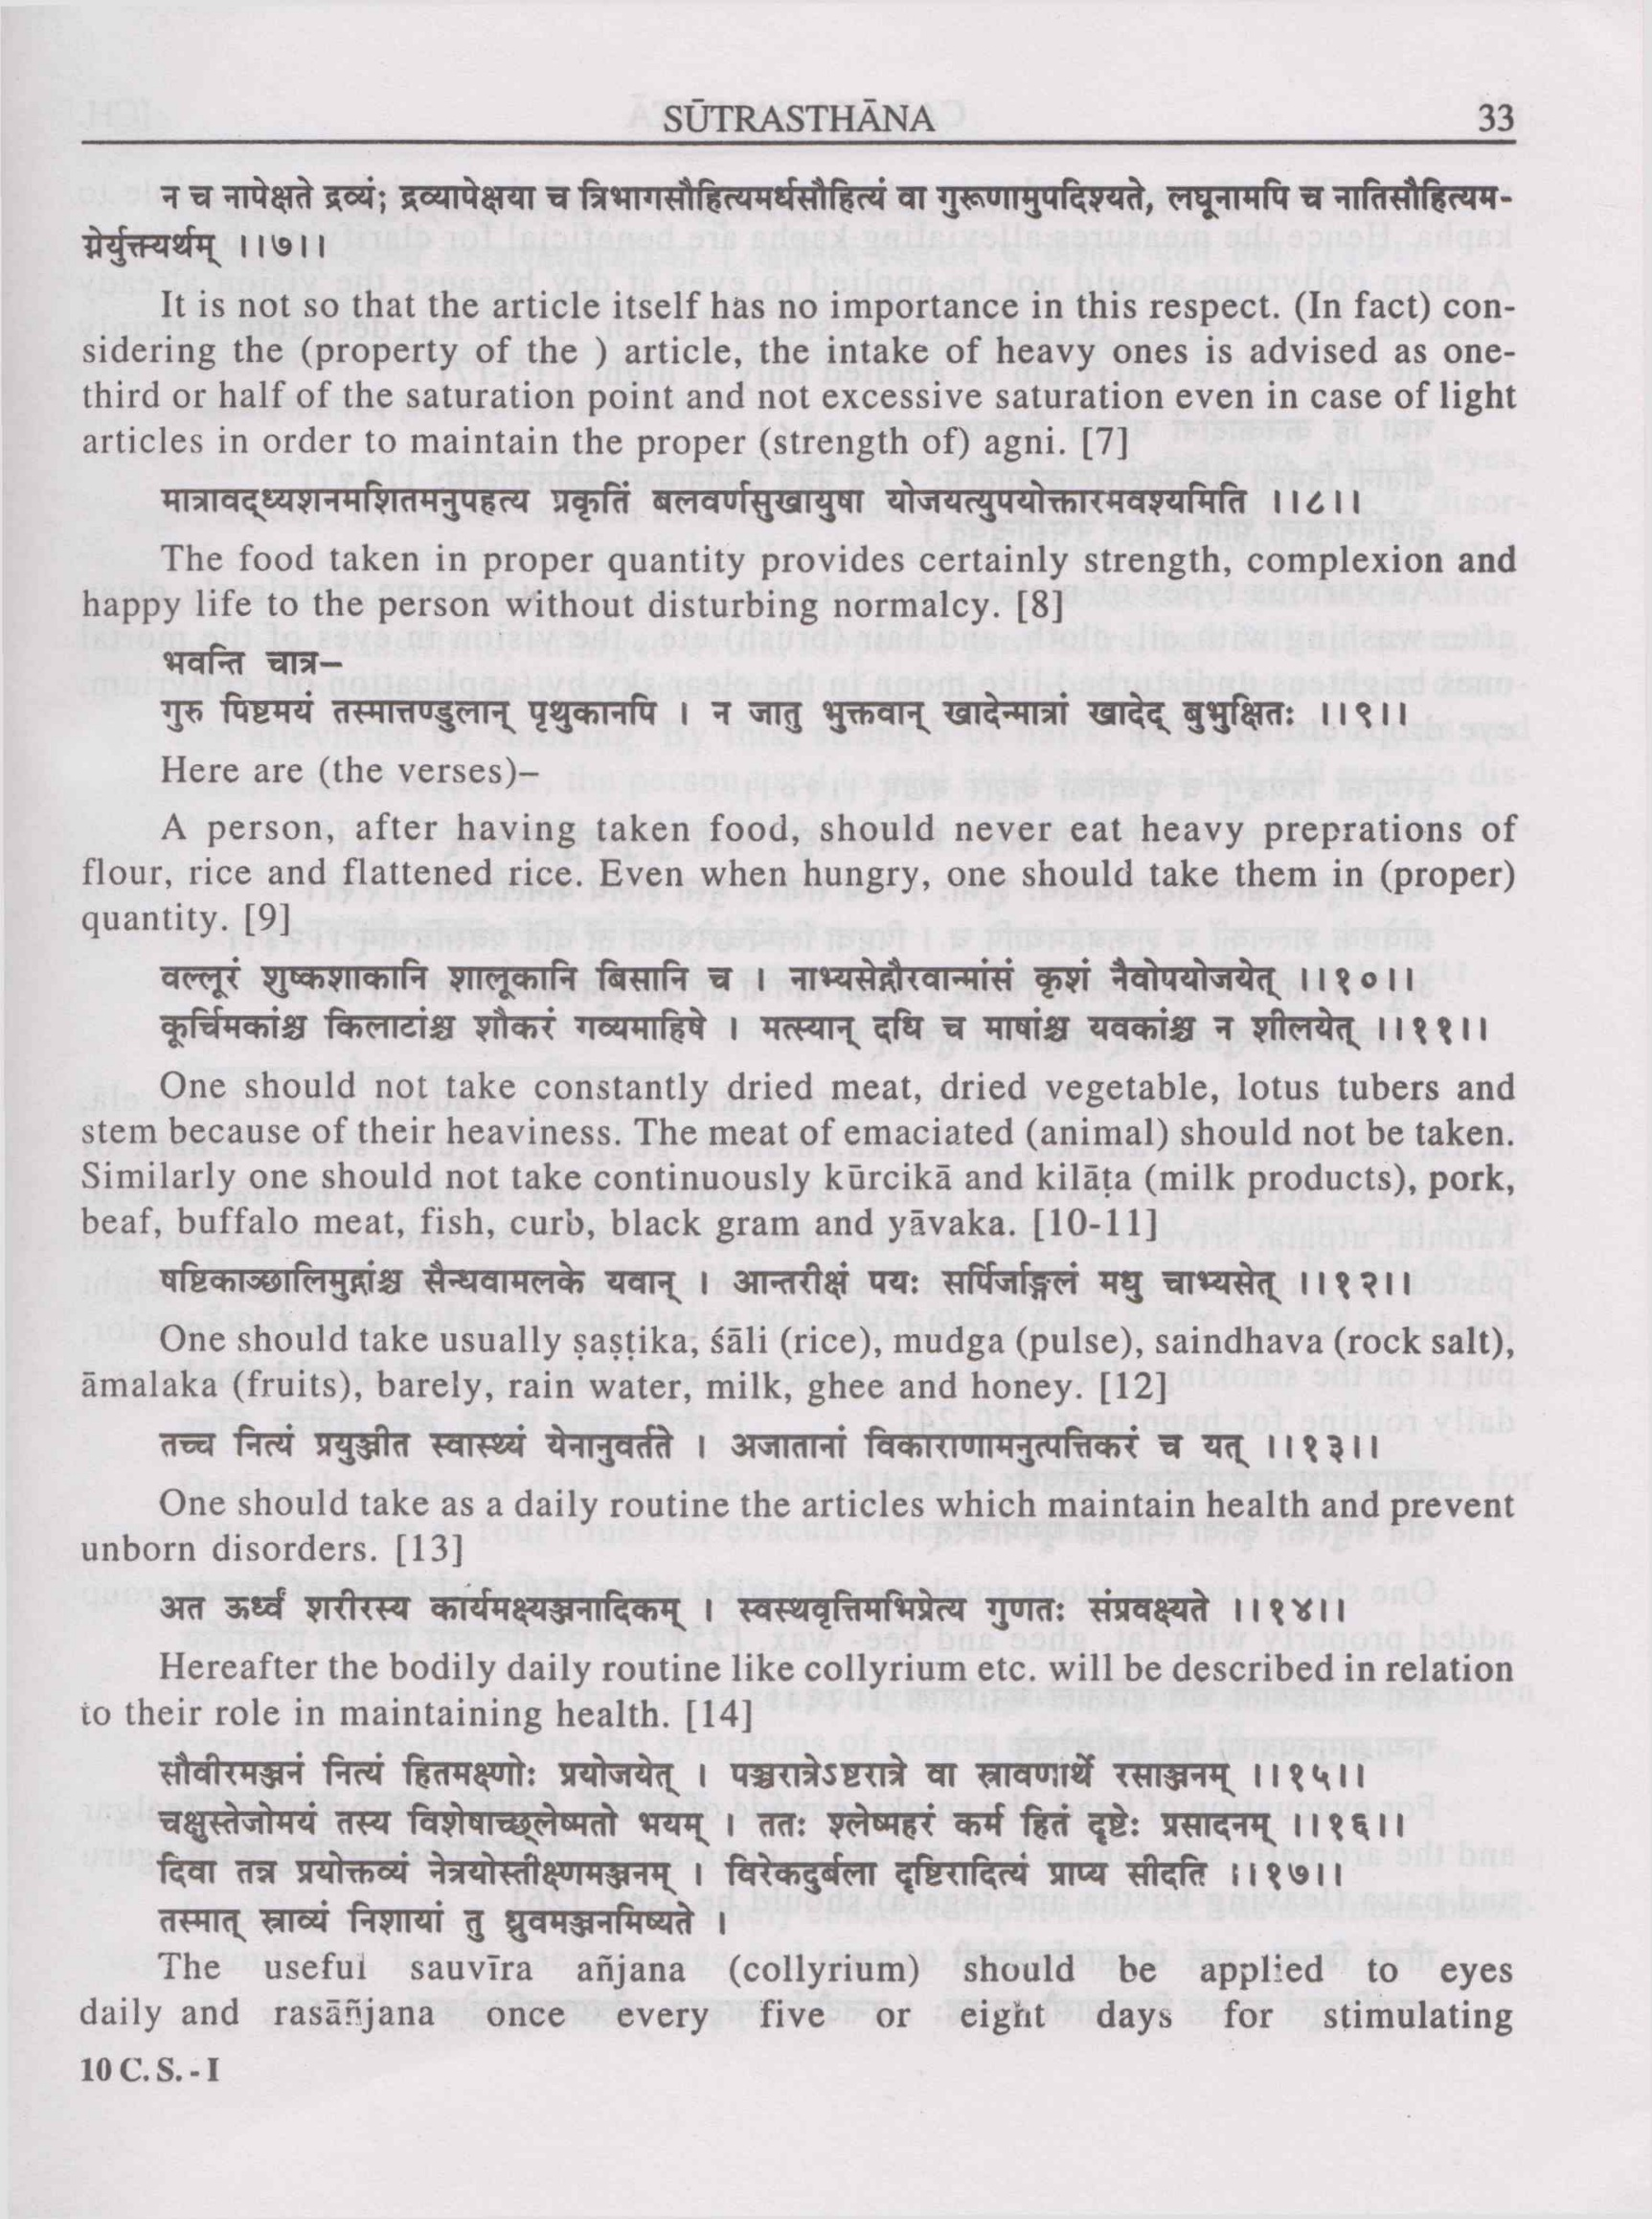 SŪTRASTHĀNA 33
न च नापेक्षते द्रव्यं; द्रव्यापेक्षया च त्रिभागसौहित्यमर्धसौहित्यं वा गुरूणामुपदिश्यते, लघूनामपि च नातिसौहित्यम-
ग्नेर्युक्त्यर्थम् ।।७।।
It is not so that the article itself has no importance in this respect. (In fact) con-
sidering the (property of the ) article, the intake of heavy ones is advised as one-
third or half of the saturation point and not excessive saturation even in case of light
articles in order to maintain the proper (strength of) agni. [7]
मात्रावद्ध्यशनमशितमनुपहत्य प्रकृतिं बलवर्णसुखायुषा योजयत्युपयोक्तारमवश्यमिति ।।८।।
The food taken in proper quantity provides certainly strength, complexion and
happy life to the person without disturbing normalcy. [8]
भवन्ति चात्र–
गुरु पिष्टमयं तस्मात्तण्डुलान् पृथुकानपि । न जातु भुक्तवान् खादेन्मात्रां खादेद् बुभुक्षितः ।।९।।
Here are (the verses)–
A person, after having taken food, should never eat heavy preprations of
flour, rice and flattened rice. Even when hungry, one should take them in (proper)
quantity. [9]
वल्लूरं शुष्कशाकानि शालूकानि बिसानि च । नाभ्यसेद्गौरवान्मांसं कृशं नैवोपयोजयेत् ।।१०।।
कूर्चिमकांश्च किलाटांश्च शौकरं गव्यमाहिषे । मत्स्यान् दधि च माषांश्च यवकांश्च न शीलयेत् ।।११।।
One should not take constantly dried meat, dried vegetable, lotus tubers and
stem because of their heaviness. The meat of emaciated (animal) should not be taken.
Similarly one should not take continuously kūrcikā and kilāṭa (milk products), pork,
beaf, buffalo meat, fish, curb, black gram and yāvaka. [10-11]
षष्टिकाञ्छालिमुद्गांश्च सैन्धवामलके यवान् । आन्तरीक्षं पयः सर्पिर्जाङ्गलं मधु चाभ्यसेत् ।।१२।।
One should take usually ṣaṣṭika, śāli (rice), mudga (pulse), saindhava (rock salt),
āmalaka (fruits), barely, rain water, milk, ghee and honey. [12]
तच्च नित्यं प्रयुञ्जीत स्वास्थ्यं येनानुवर्तते । अजातानां विकाराणामनुत्पत्तिकरं च यत् ।।१३।।
One should take as a daily routine the articles which maintain health and prevent
unborn disorders. [13]
अत ऊर्ध्वं शरीरस्य कार्यमक्ष्यञ्जनादिकम् । स्वस्थवृत्तिमभिप्रेत्य गुणतः संप्रवक्ष्यते ।।१४।।
Hereafter the bodily daily routine like collyrium etc. will be described in relation
to their role in maintaining health. [14]
सौवीरमञ्जनं नित्यं हितमक्ष्णोः प्रयोजयेत् । पञ्चरात्रेऽष्टरात्रे वा स्रावणार्थे रसाञ्जनम् ।।१५।।
चक्षुस्तेजोमयं तस्य विशेषाच्छ्लेष्मतो भयम् । ततः श्लेष्महरं कर्म हितं दृष्टेः प्रसादनम् ।।१६।।
दिवा तन्न प्रयोक्तव्यं नेत्रयोस्तीक्ष्णमञ्जनम् । विरेकदुर्बला दृष्टिरादित्यं प्राप्य सीदति ।।१७।।
तस्मात् स्राव्यं निशायां तु ध्रुवमञ्जनमिष्यते ।
The useful sauvīra añjana (collyrium) should be applied to eyes
daily and rasāñjana once every five or eight days for stimulating
10 C. S. - I